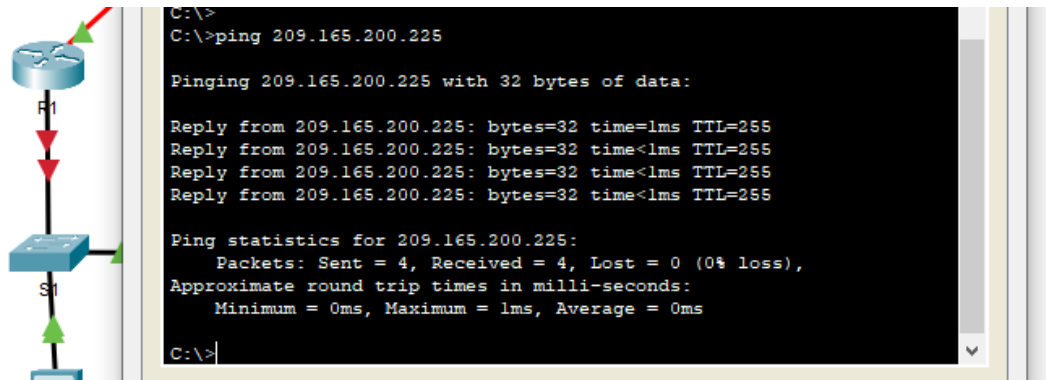 C:\>
C:\>ping 209.165.200.225
Pinging 209.165.200.225 with 32 bytes of data:
Reply from 209.165.200.225: bytes=32 time=1ms TTL=255
Reply from 209.165.200.225: bytes=32 time<1ms TTL=255
Reply from 209.165.200.225: bytes=32 time<1ms TTL=255
Reply from 209.165.200.225: bytes=32 time<1ms TTL=255
Ping statistics for 209.165.200.225:
Packets: Sent = 4, Received = 4, Lost = 0 (0% loss),
Approximate round trip times in milli-seconds:
Minimum = 0ms, Maximum = 1ms, Average = 0ms
C:\>
R1
S1